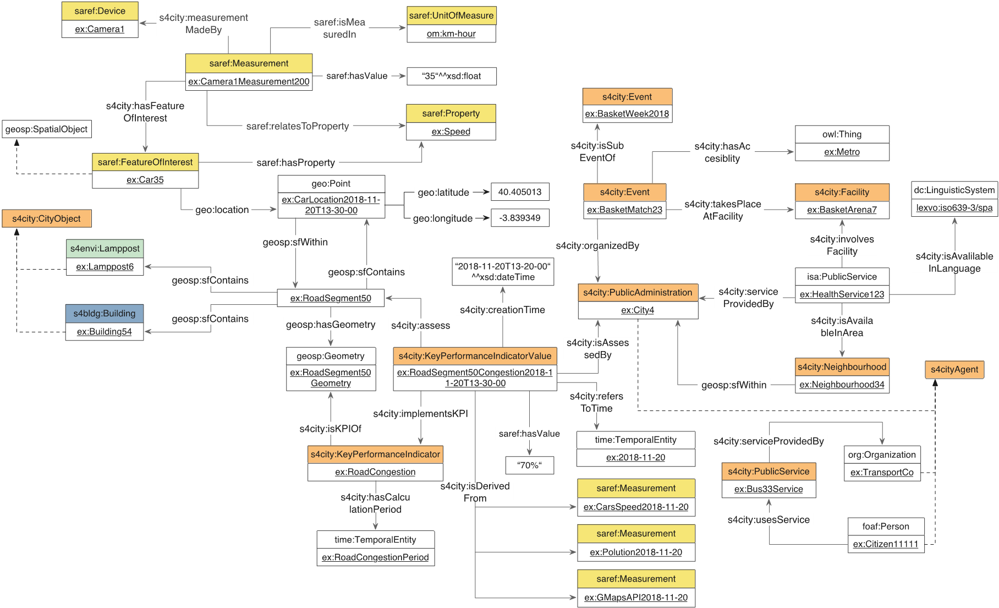 saref:Device
ex:Camera1
s4city:measurement
MadeBy
saref:isMea
suredIn
saref:UnitOfMeasure
om:km-hour
saref:Measurement
ex:Camera1Measurement200
saref:hasValue
“35“^^xsd:float
s4city:hasFeature
OfInterest
saref:relatesToProperty
saref:Property
ex:Speed
geosp:SpatialObject
saref:FeatureOfInterest
ex:Car35
saref:hasProperty
geo:location
geo:Point
ex:CarLocation2018-11-
20T13-30-00
geo:latitude
40.405013
geo:longitude
-3.839349
s4city:CityObject
s4envi:Lamppost
ex:Lamppost6
geosp:sfContains
s4bldg:Building
ex:Building54
geosp:sfContains
geosp:sfWithin
geosp:sfContains
ex:RoadSegment50
geosp:hasGeometry
geosp:Geometry
ex:RoadSegment50
Geometry
s4city:assess
“2018-11-20T13-20-00“
^^xsd:dateTime
s4city:creationTime
s4city:KeyPerformanceIndicatorValue
ex:RoadSegment50Congestion2018-1
1-20T13-30-00
s4city:isKPIOf
s4city:implementsKPI
s4city:KeyPerformanceIndicator
ex:RoadCongestion
s4city:hasCalcu
lationPeriod
time:TemporalEntity
ex:RoadCongestionPeriod
saref:hasValue
“70%“
s4city:isDerived
From
s4city:isAsses
sedBy
s4city:refers
ToTime
time:TemporalEntity
ex:2018-11-20
saref:Measurement
ex:CarsSpeed2018-11-20
saref:Measurement
ex:Polution2018-11-20
saref:Measurement
ex:GMapsAPI2018-11-20
s4city:Event
ex:BasketWeek2018
s4city:isSub
EventOf
s4city:hasAc
cesiblity
owl:Thing
ex:Metro
s4city:Event
ex:BasketMatch23
s4city:takesPlace
AtFacility
s4city:Facility
ex:BasketArena7
dc:LinguisticSystem
lexvo:iso639-3/spa
s4city:organizedBy
s4city:involves
Facility
s4city:isAvalilable
InLanguage
isa:PublicService
ex:HealthService123
s4city:PublicAdministration
ex:City4
s4city:service
ProvidedBy
s4city:isAvaila
bleInArea
s4city:Neighbourhood
ex:Neighbourhood34
geosp:sfWithin
s4cityAgent
s4city:serviceProvidedBy
org:Organization
ex:TransportCo
s4city:PublicService
ex:Bus33Service
s4city:usesService
foaf:Person
ex:Citizen11111